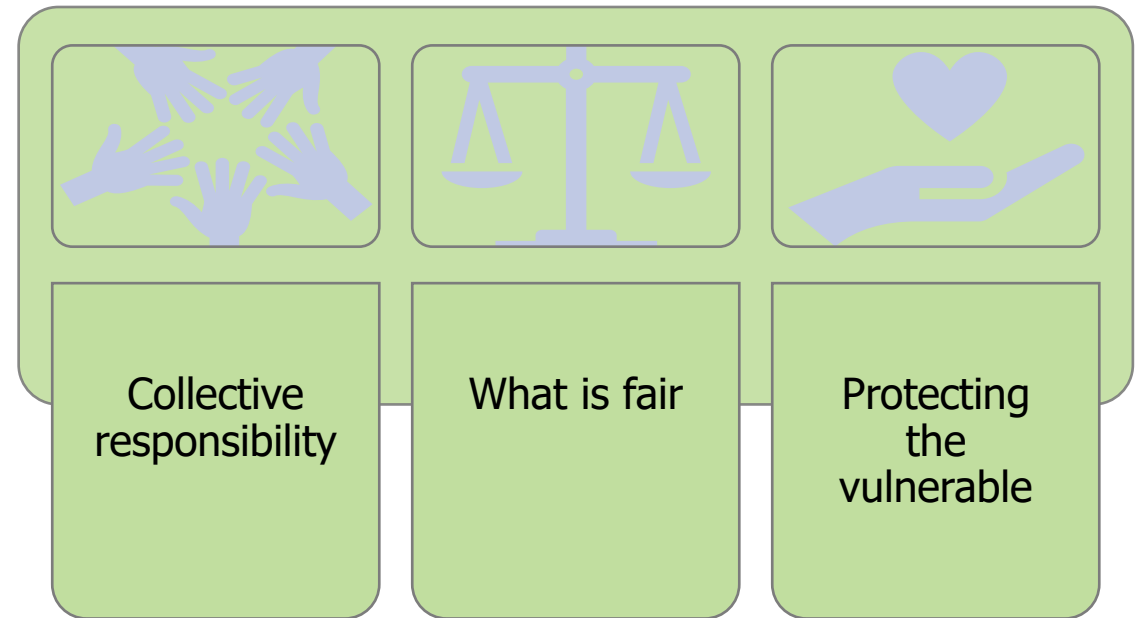 Collective
responsibility
What is fair
Protecting
the
vulnerable